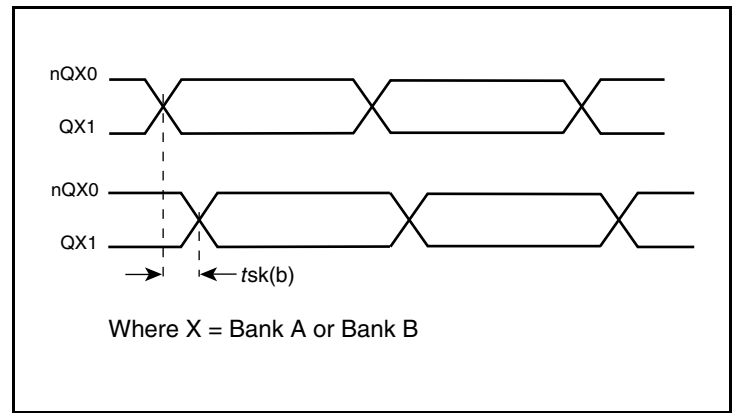 nQX0
QX1
nQX0
QX1
tsk(b)
Where X = Bank A or Bank B